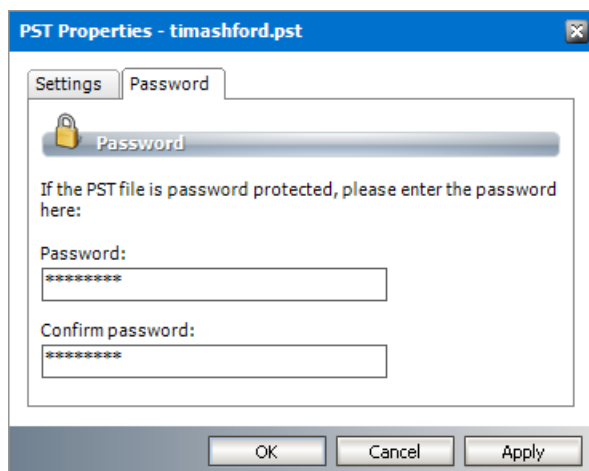 PST Properties - timashford.pst
Settings Password
Password
If the PST file is password protected, please enter the password
here:
Password:
********
Confirm password:
********
OK Cancel Apply